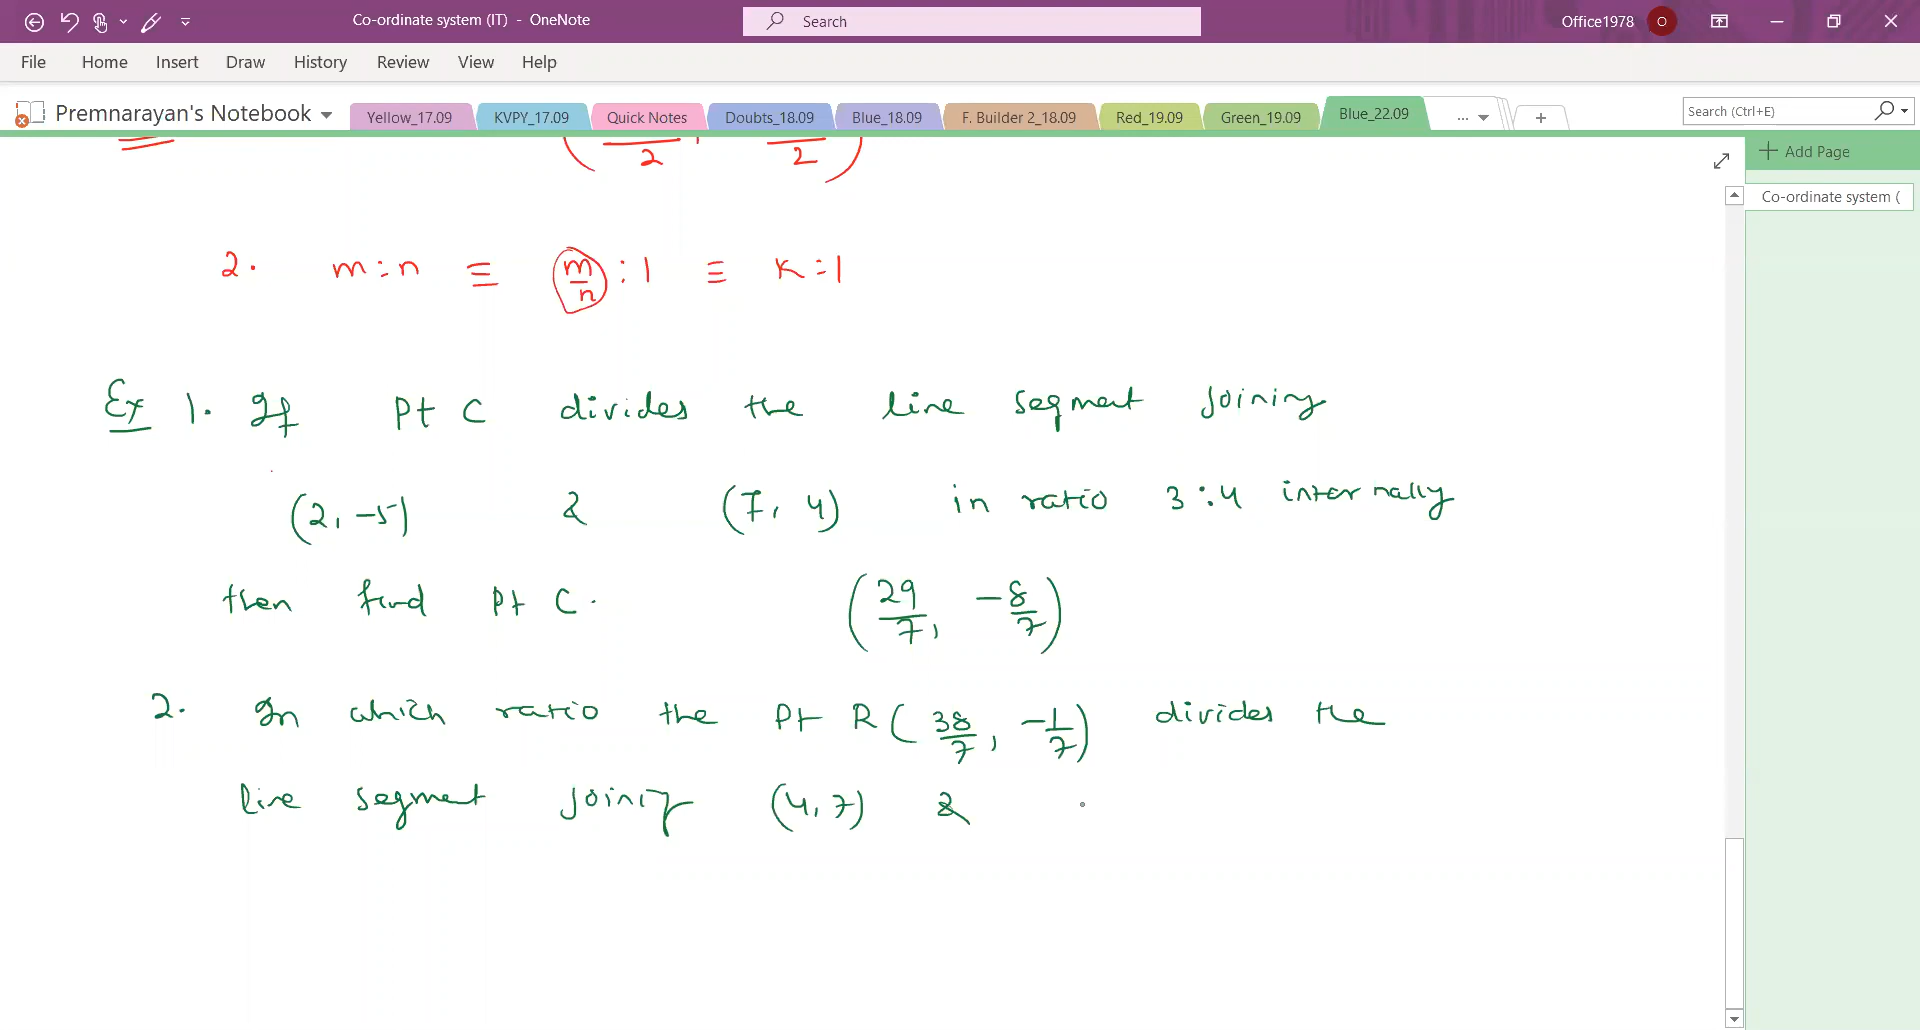 Co-ordinate system (IT) - OneNote
Search
Office1978
O
File Home Insert Draw History Review View Help
Premnarayan's Notebook
Yellow_17.09 KVPY_17.09 Quick Notes Doubts_18.09 Blue_18.09 F. Builder 2_18.09 Red_19.09 Green_19.09 Blue_22.09 ...
Search (Ctrl+E)
Add Page
Co-ordinate system (
( /2 , /2 )
2. m:n ≡ m/n : 1 ≡ K:1
Ex 1. If Pt C divides the line segment joining
(2, -5) & (7, 4) in ratio 3:4 internally
then find Pt C. (29/7, -8/7)
2. In which ratio the Pt R (38/7, -1/7) divides the
line segment joining (4, 7) &